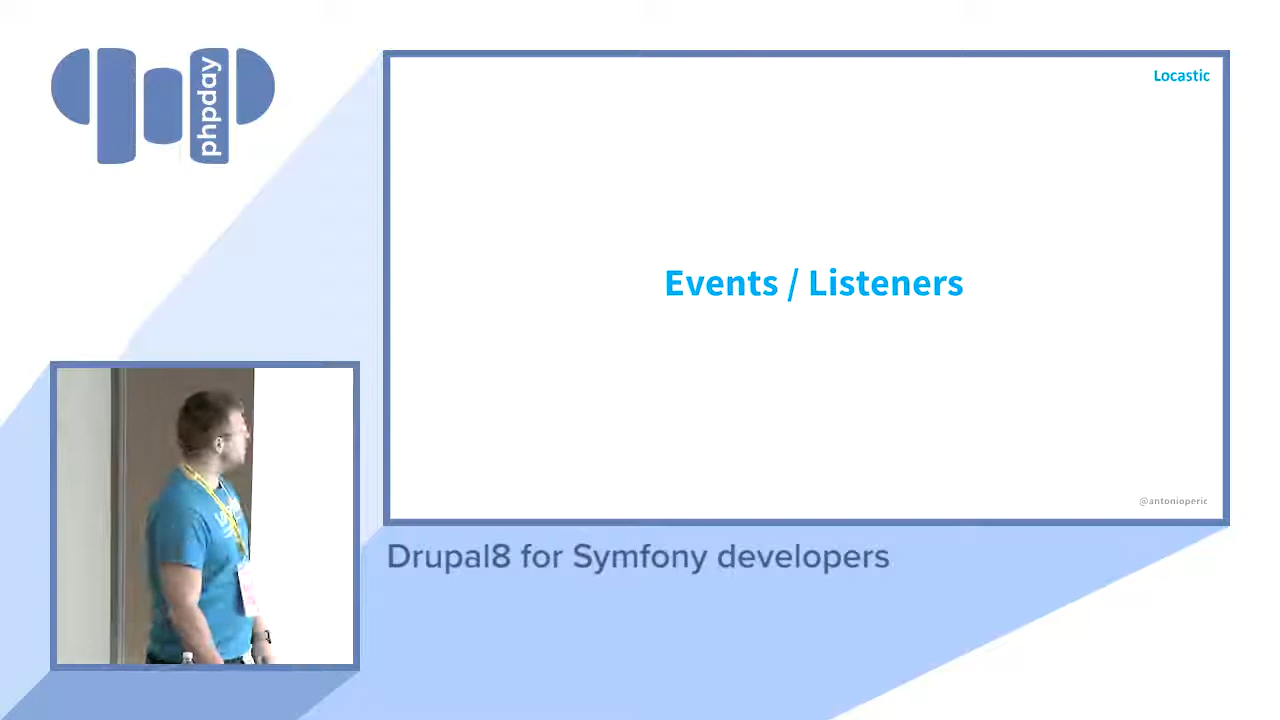 phpday
Locastic
Events / Listeners
@antonioperic
Drupal8 for Symfony developers